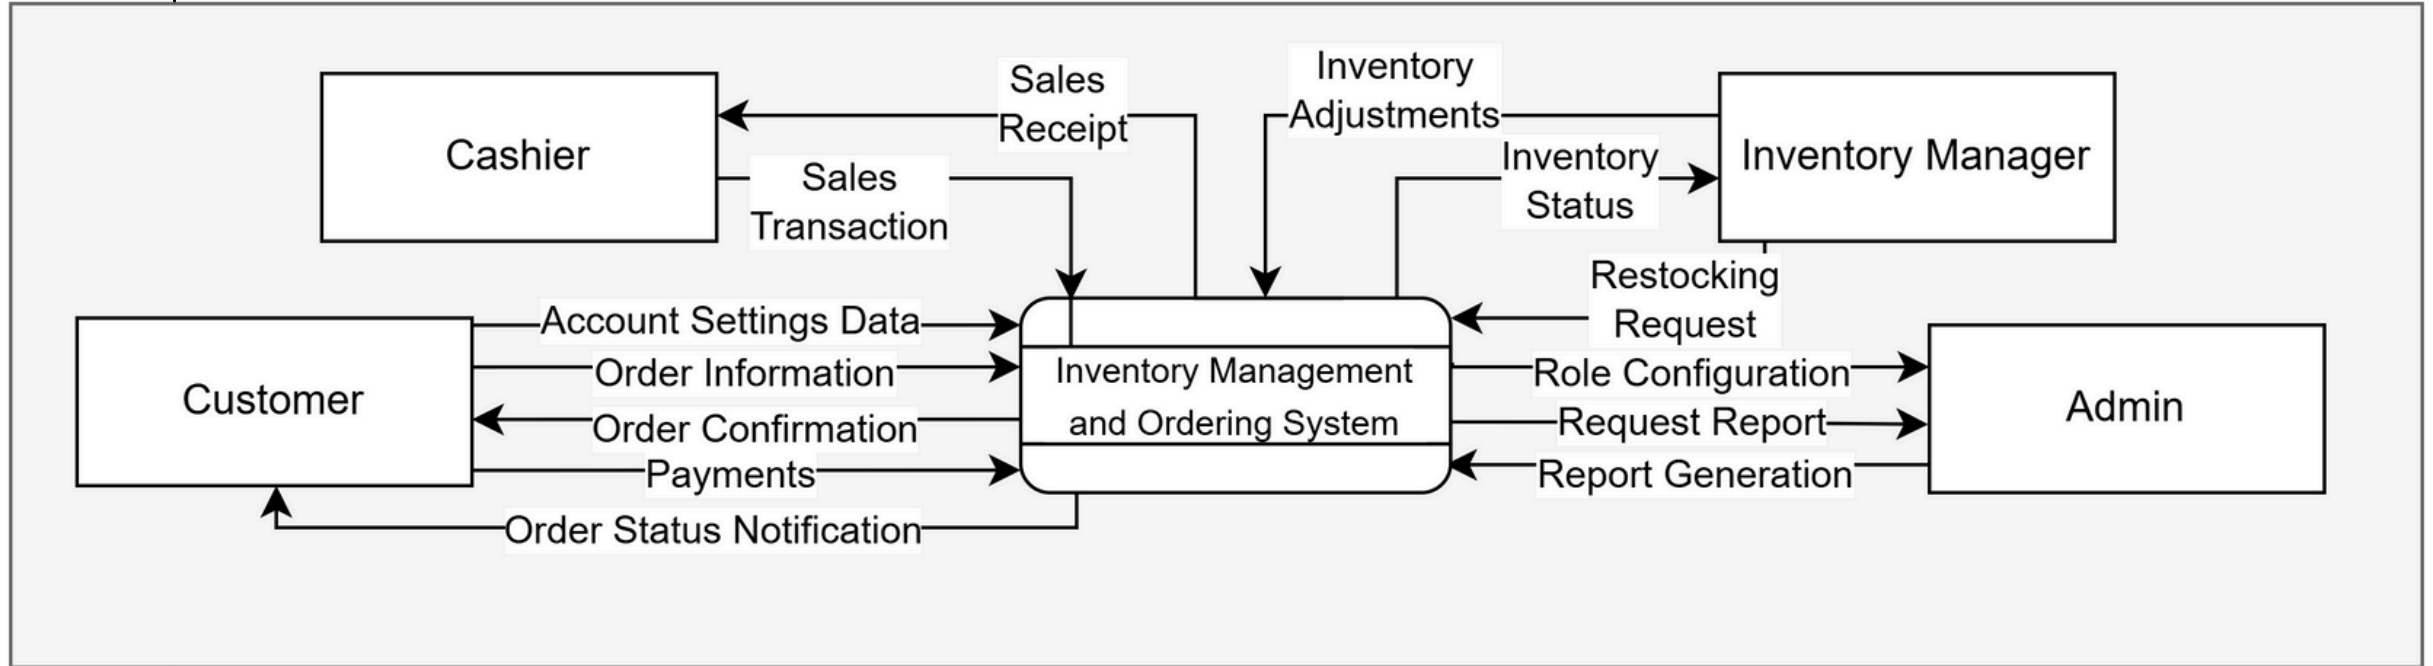 Sales
Receipt
Inventory
Adjustments
Cashier
Inventory Manager
Sales
Transaction
Inventory
Status
Restocking
Request
Account Settings Data
Order Information
Customer
Order Confirmation
Payments
Order Status Notification
Inventory Management
and Ordering System
Role Configuration
Request Report
Report Generation
Admin